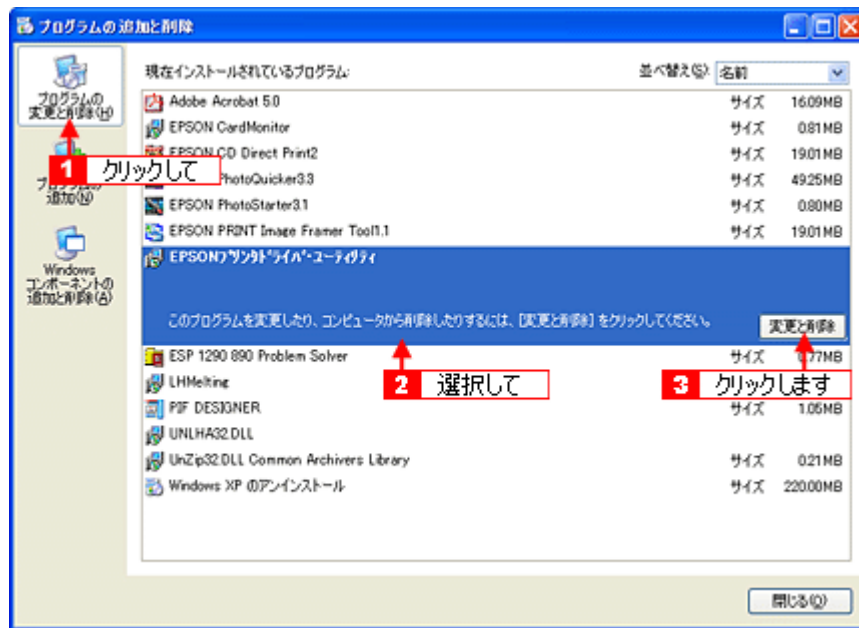 プログラムの追加と削除
プログラムの
変更と削除(H)
現在インストールされているプログラム:
並べ替え(S):
名前
Adobe Acrobat 5.0 サイズ 16.09MB
EPSON CardMonitor サイズ 0.81MB
EPSON CD Direct Print2 サイズ 19.01MB
1 クリックして
PhotoQuicker3.3 サイズ 49.25MB
プログラムの
追加(N)
EPSON PhotoStarter3.1 サイズ 0.80MB
EPSON PRINT Image Framer Tool1.1 サイズ 19.01MB
EPSONプリンタドライバ・ユーティリティ
Windows
コンポーネントの
追加と削除(A)
このプログラムを変更したり、コンピュータから削除したりするには、[変更と削除] をクリックしてください。
変更と削除
ESP 1290 890 Problem Solver サイズ 0.77MB
2 選択して
3 クリックします
LHMelting
PIF DESIGNER サイズ 1.05MB
UNLHA32.DLL
UnZip32.DLL Common Archivers Library サイズ 0.21MB
Windows XP のアンインストール サイズ 220.00MB
閉じる(O)